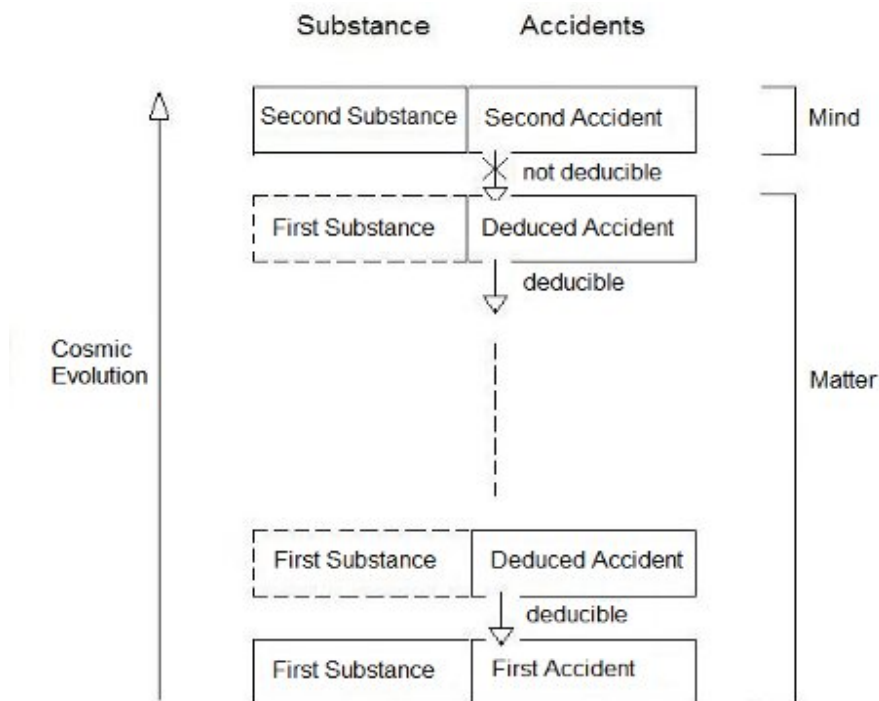 Substance Accidents
Second Substance Second Accident Mind
not deducible
First Substance Deduced Accident
deducible
Cosmic
Evolution
Matter
First Substance Deduced Accident
deducible
First Substance First Accident